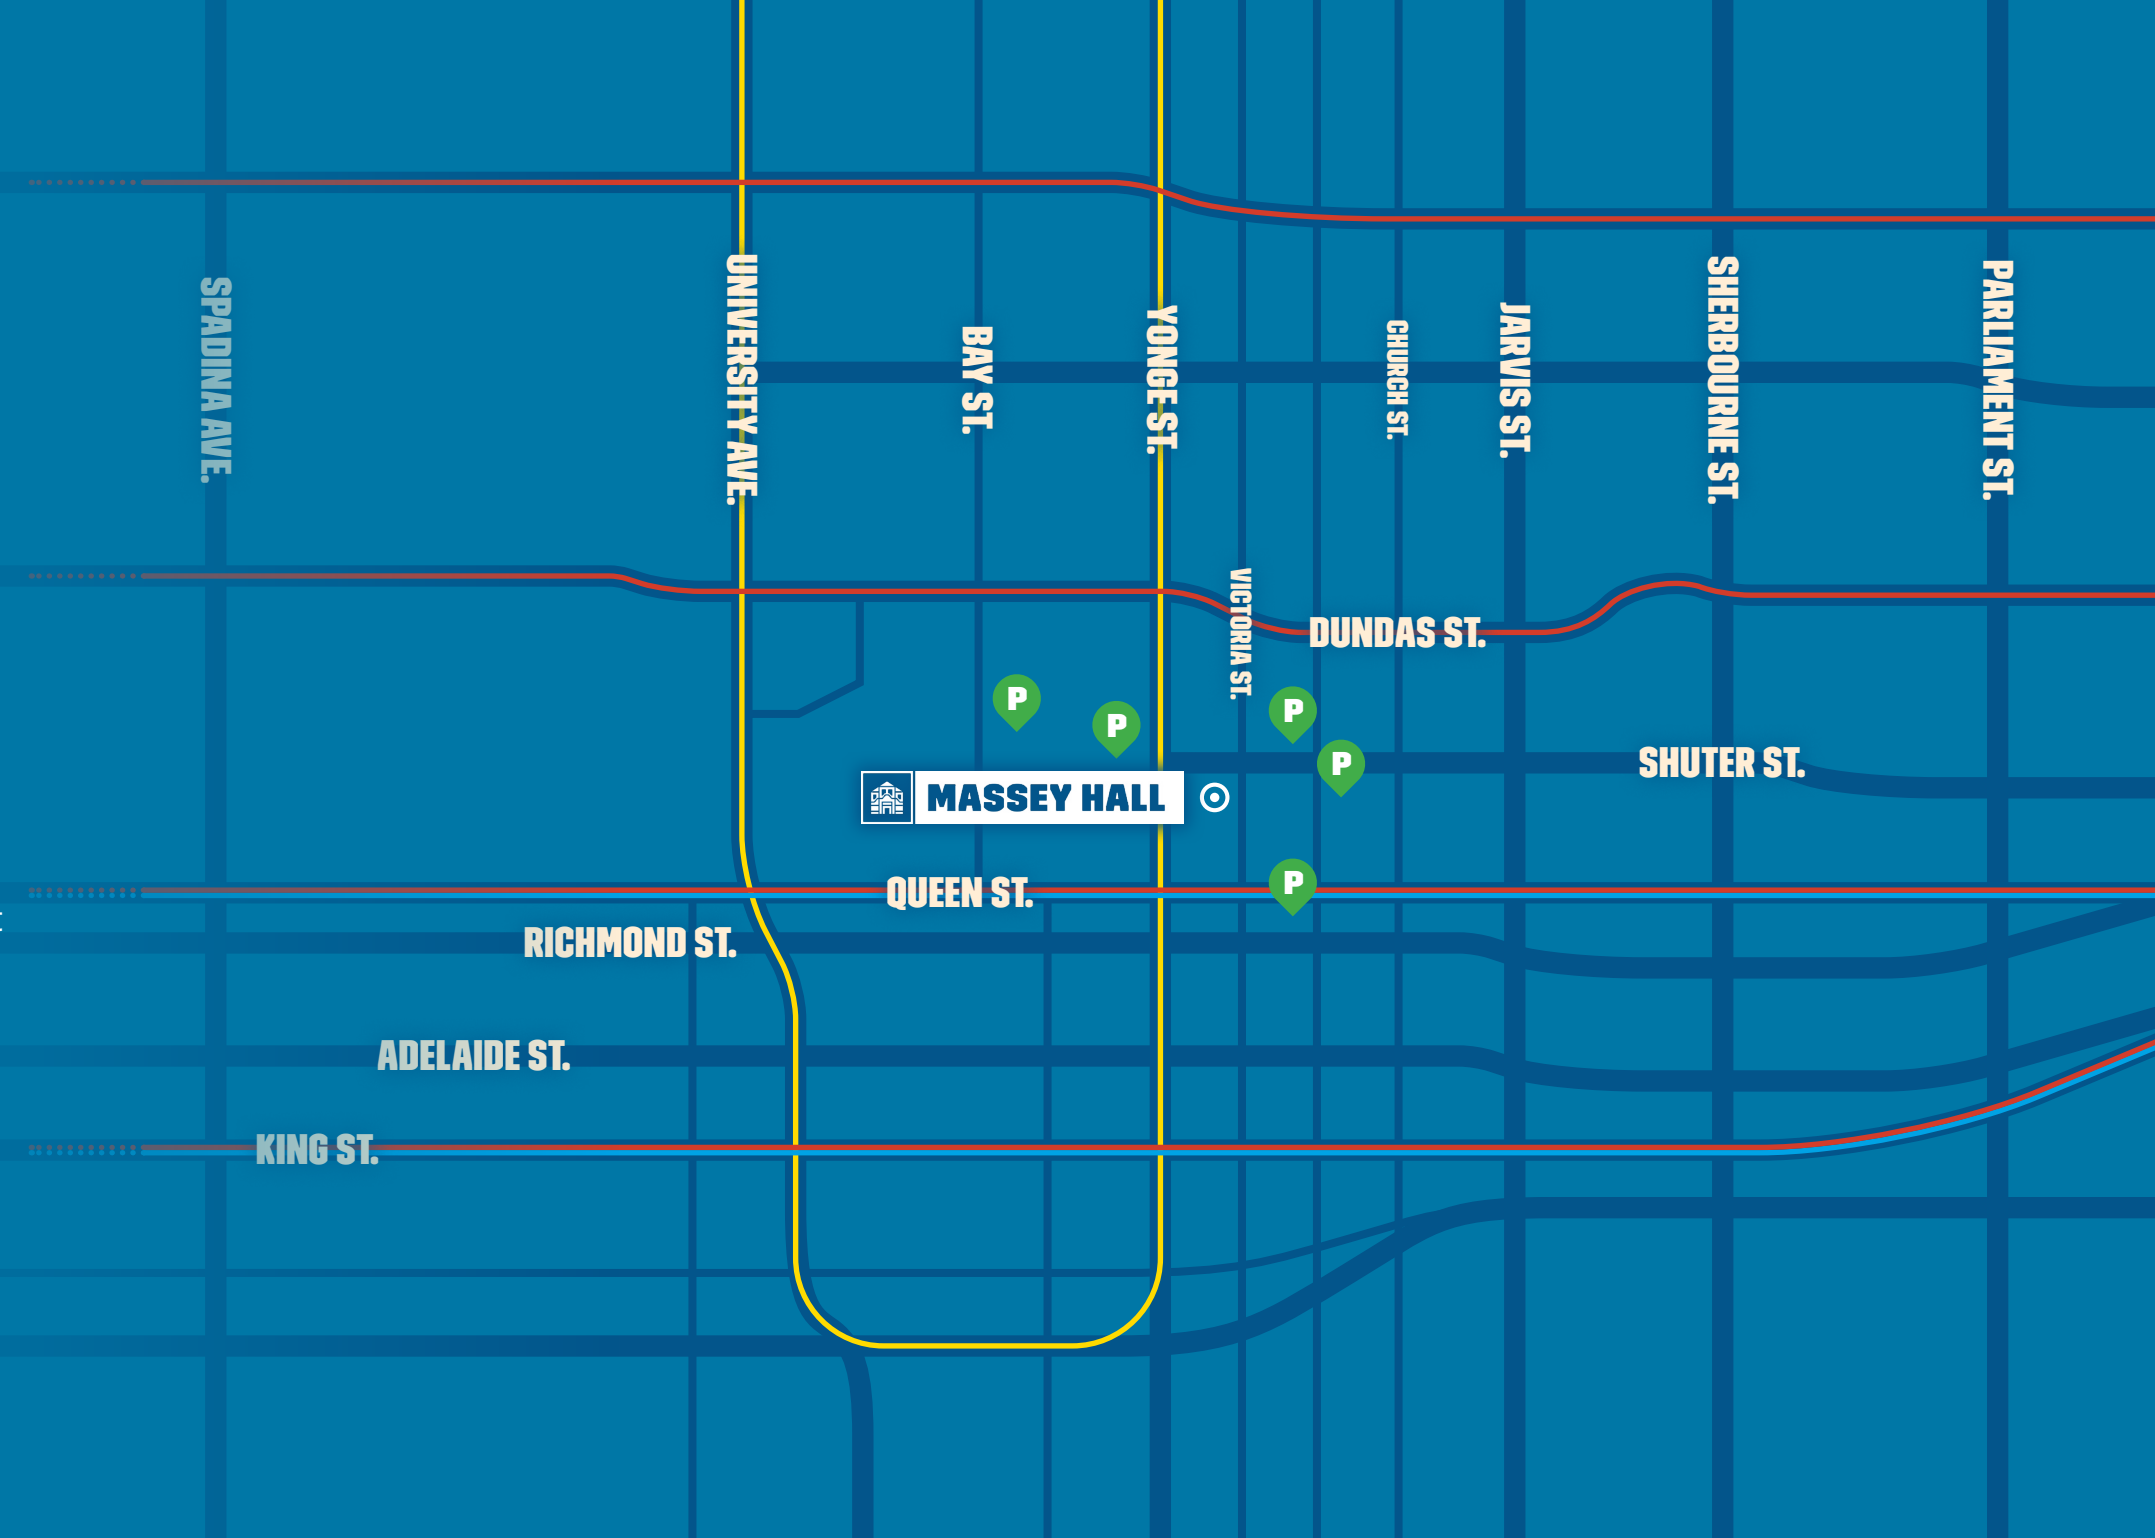 SPADINA AVE.
UNIVERSITY AVE.
BAY ST.
YONGE ST.
CHURCH ST.
JARVIS ST.
SHERBOURNE ST.
PARLIAMENT ST.
VICTORIA ST.
DUNDAS ST.
P
P
P
P
SHUTER ST.
MASSEY HALL
P
QUEEN ST.
RICHMOND ST.
ADELAIDE ST.
KING ST.